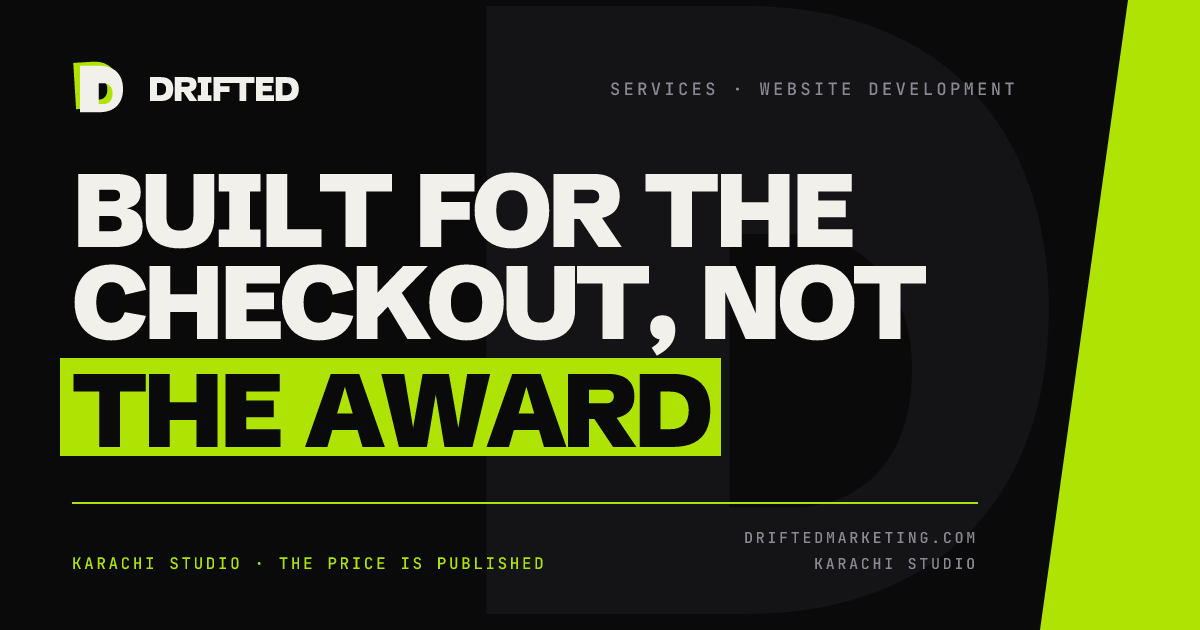 D DRIFTED
SERVICES · WEBSITE DEVELOPMENT
BUILT FOR THE
CHECKOUT, NOT
THE AWARD
KARACHI STUDIO · THE PRICE IS PUBLISHED
DRIFTEDMARKETING.COM
KARACHI STUDIO